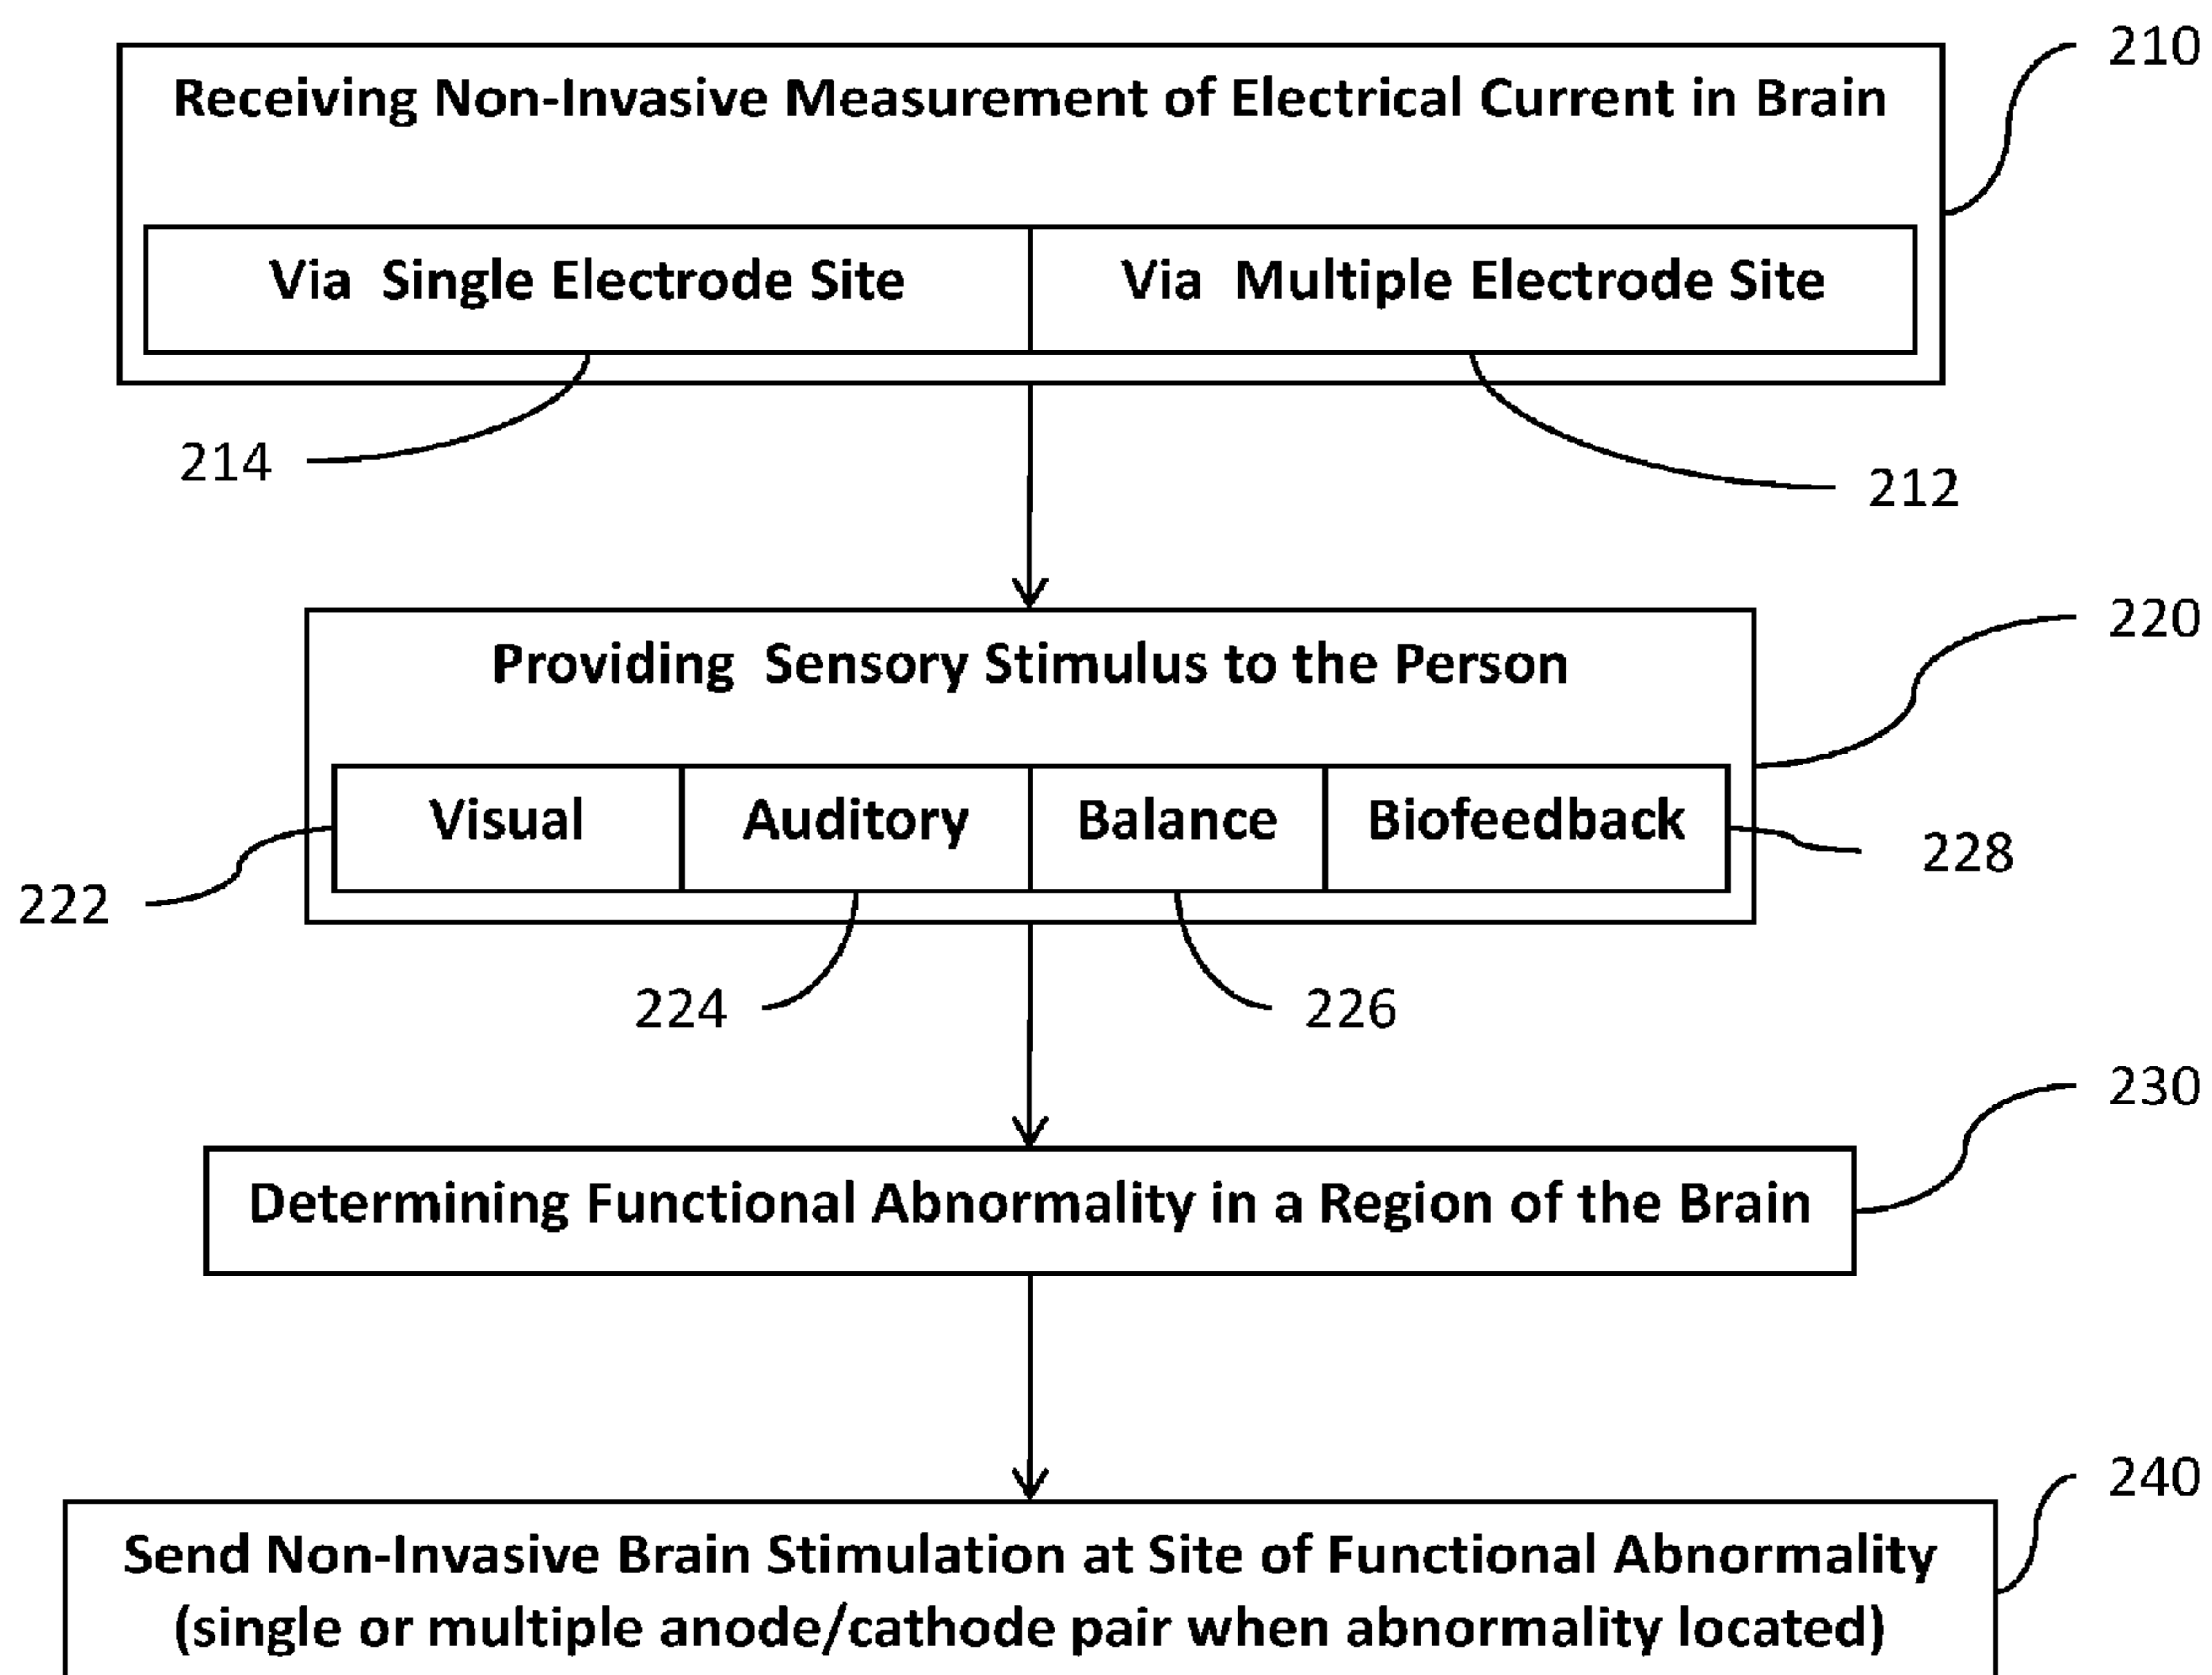 210
Receiving Non-Invasive Measurement of Electrical Current in Brain
Via Single Electrode Site
Via Multiple Electrode Site
214
212
220
Providing Sensory Stimulus to the Person
Visual
Auditory
Balance
Biofeedback
228
222
224
226
230
Determining Functional Abnormality in a Region of the Brain
240
Send Non-Invasive Brain Stimulation at Site of Functional Abnormality
(single or multiple anode/cathode pair when abnormality located)